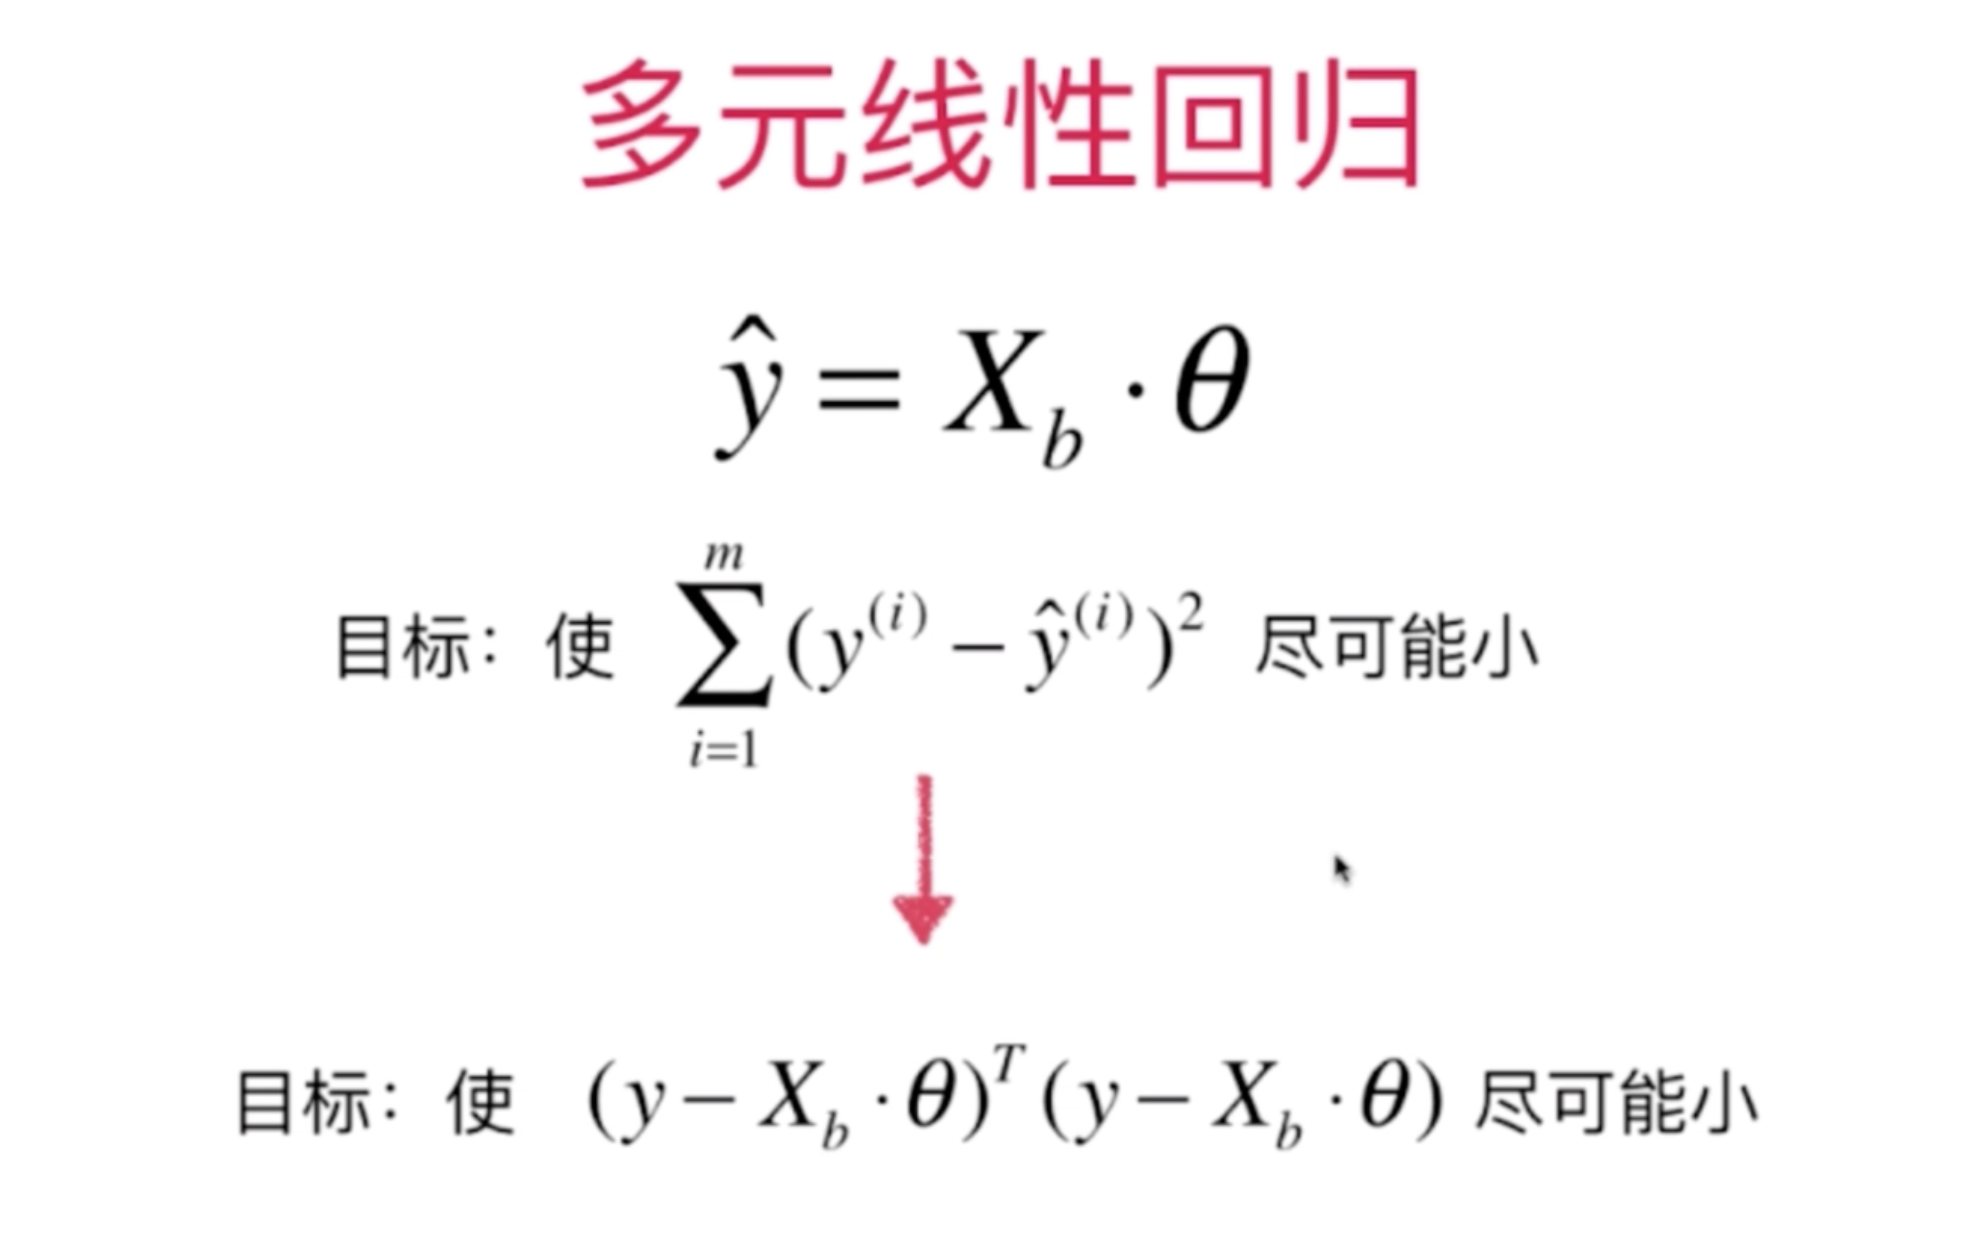 多元线性回归
ŷ = X_b · θ
目标：使 ∑_{i=1}^{m} (y^{(i)} − ŷ^{(i)})² 尽可能小
目标：使 (y − X_b · θ)^T (y − X_b · θ) 尽可能小